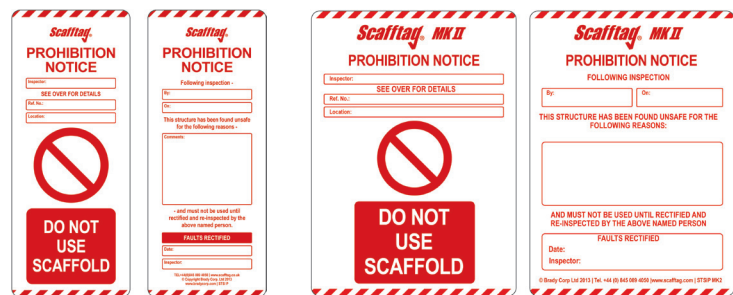 Scafftag®
PROHIBITION
NOTICE
Inspector:
SEE OVER FOR DETAILS
Ref. No.:
Location:
DO NOT
USE
SCAFFOLD
Scafftag®
PROHIBITION
NOTICE
Following inspection -
By:
On:
This structure has been found unsafe
for the following reasons -
Comments:
- and must not be used until
rectified and re-inspected by the
above named person.
FAULTS RECTIFIED
Date:
Inspector:
© Copyright Brady Corp. Ltd 2013
Scafftag® MK II
PROHIBITION NOTICE
Inspector:
SEE OVER FOR DETAILS
Ref. No.:
Location:
DO NOT
USE
SCAFFOLD
Scafftag® MK II
PROHIBITION NOTICE
FOLLOWING INSPECTION
By:
On:
THIS STRUCTURE HAS BEEN FOUND UNSAFE FOR THE
FOLLOWING REASONS:
AND MUST NOT BE USED UNTIL RECTIFIED AND
RE-INSPECTED BY THE ABOVE NAMED PERSON
FAULTS RECTIFIED
Date:
Inspector:
© Brady Corp Ltd 2013 | Tel. +44 (0) 845 089 4050 |www.scafftag.com | STSIP MK2